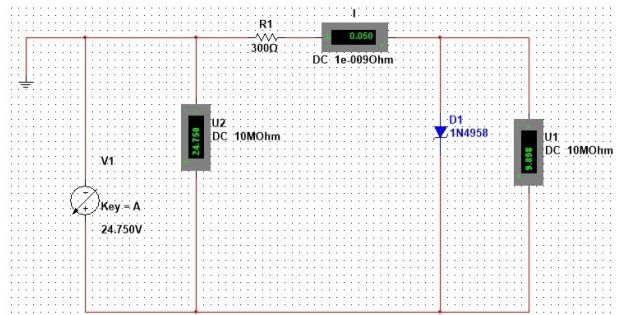 I
R1
0.050
300Ω
DC 1e-009Ohm
U2
24.750
DC 10MOhm
D1
1N4958
U1
9.898
DC 10MOhm
V1
Key = A
24.750V